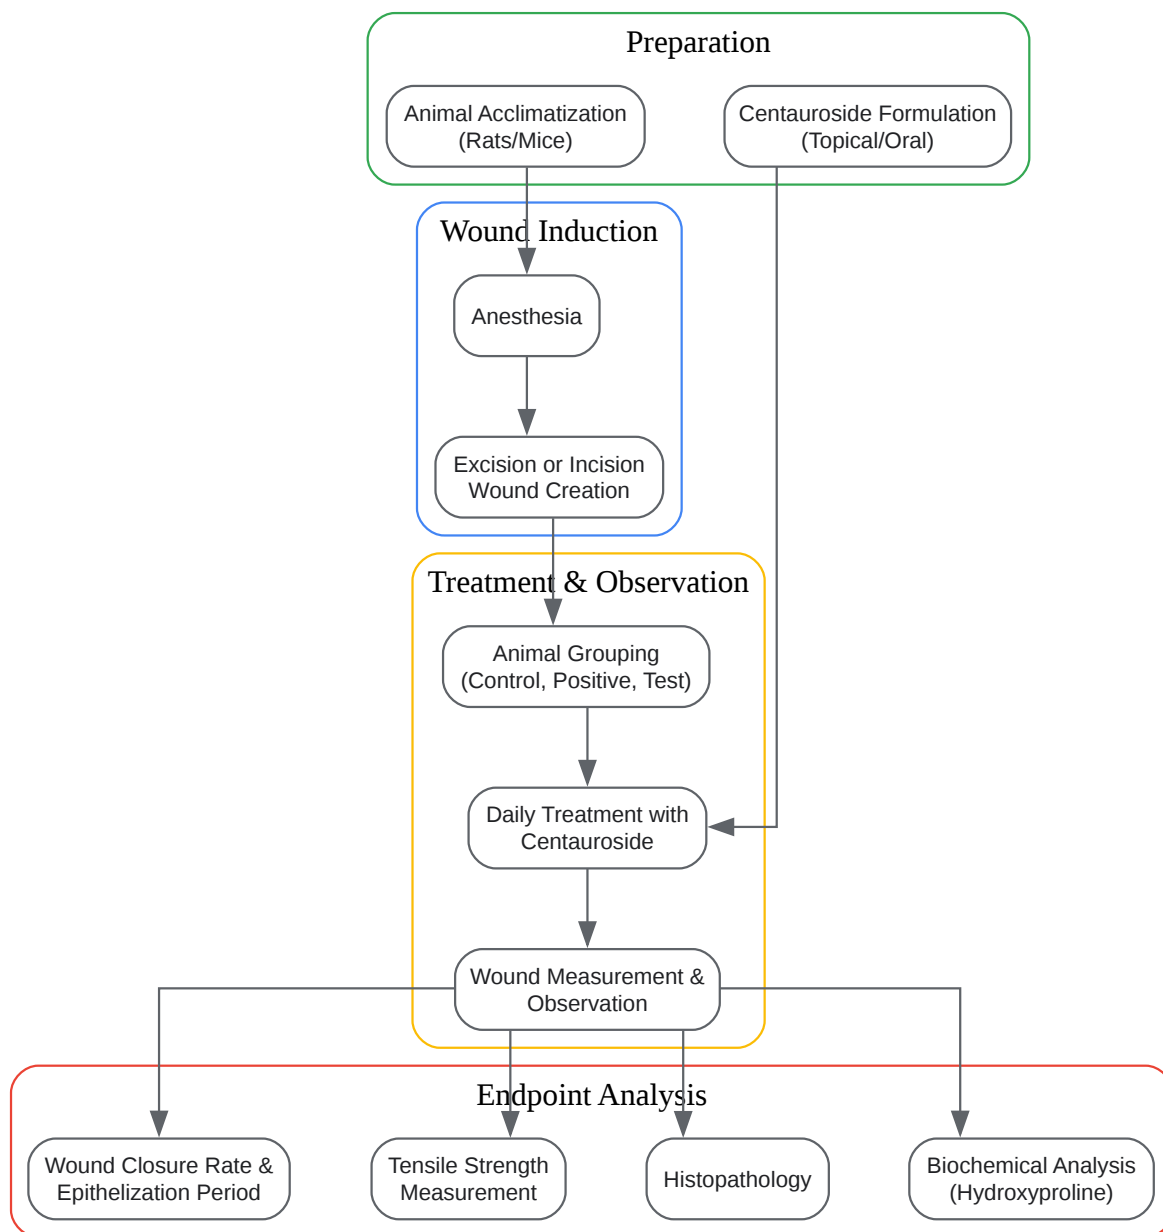 Preparation
Animal Acclimatization
(Rats/Mice)
Centauroside Formulation
(Topical/Oral)
Wound Induction
Anesthesia
Excision or Incision
Wound Creation
Treatment & Observation
Animal Grouping
(Control, Positive, Test)
Daily Treatment with
Centauroside
Wound Measurement &
Observation
Endpoint Analysis
Wound Closure Rate &
Epithelization Period
Tensile Strength
Measurement
Histopathology
Biochemical Analysis
(Hydroxyproline)